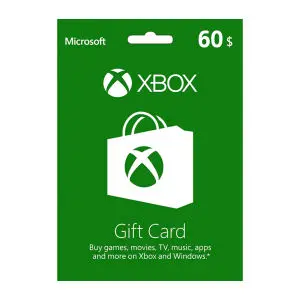 Microsoft 60 $
XBOX
Gift Card
Buy games, movies, TV, music, apps
and more on Xbox and Windows.*